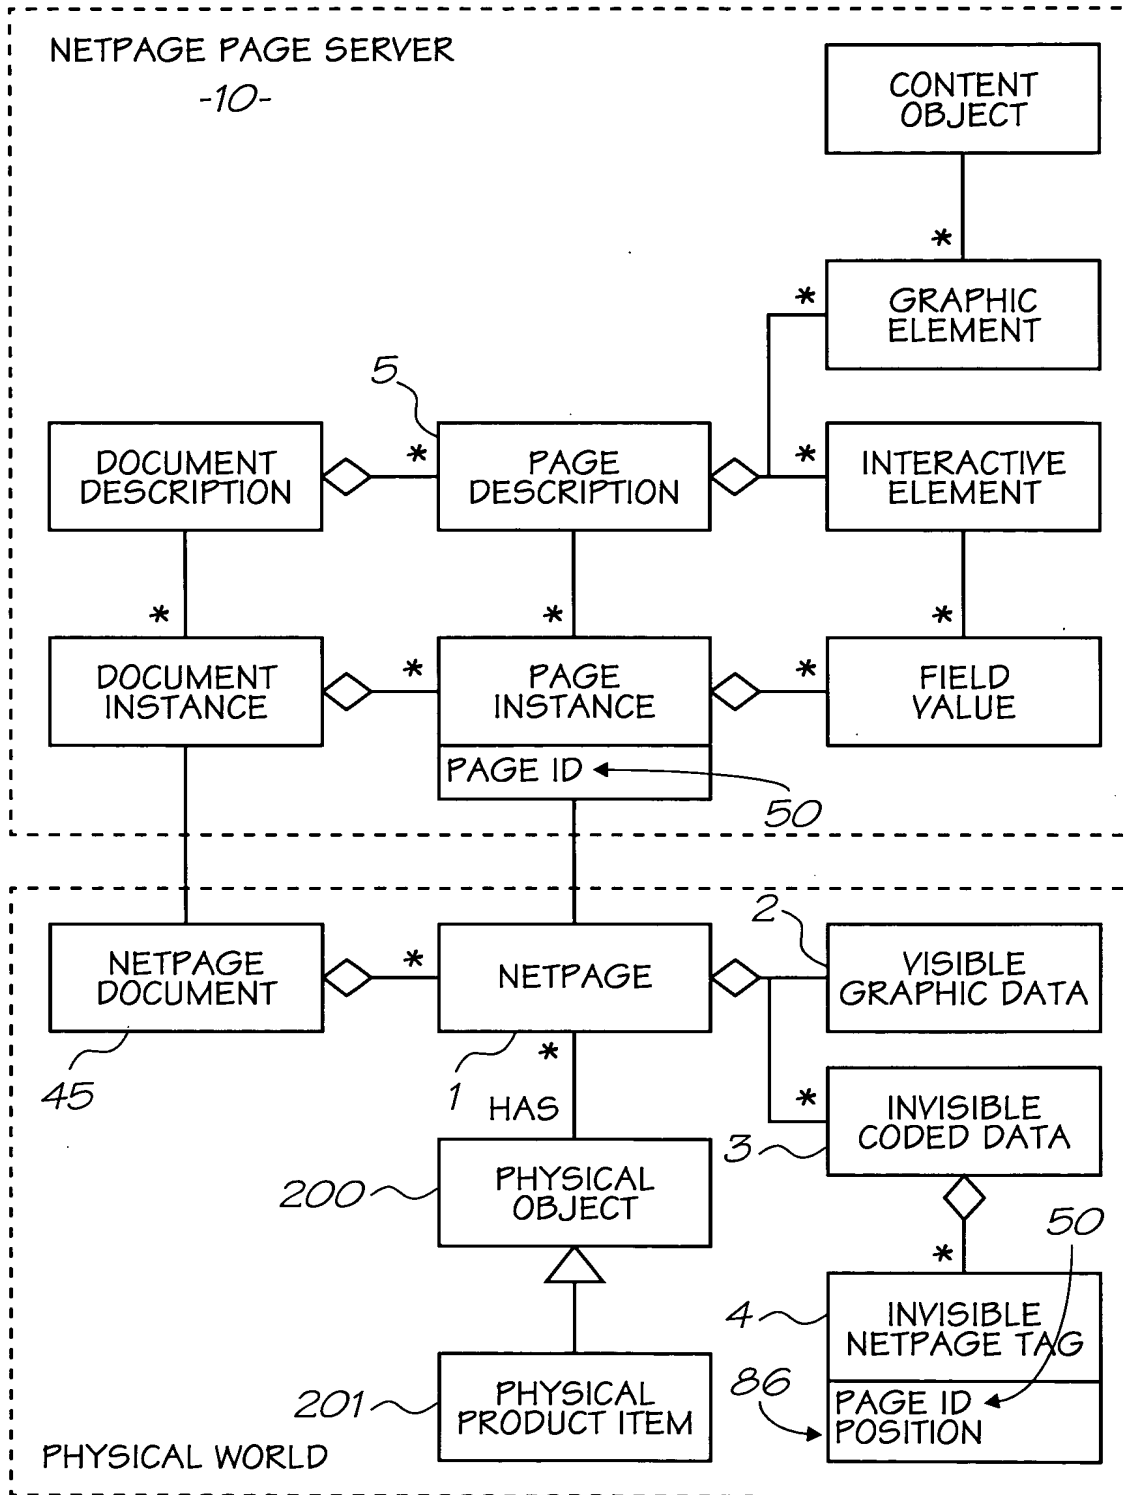 NETPAGE PAGE SERVER
-10-
CONTENT
OBJECT
*
*
GRAPHIC
ELEMENT
5
DOCUMENT
DESCRIPTION
*
PAGE
DESCRIPTION
*
INTERACTIVE
ELEMENT
*
*
*
DOCUMENT
INSTANCE
*
PAGE
INSTANCE
*
FIELD
VALUE
PAGE ID
50
2
NETPAGE
DOCUMENT
*
NETPAGE
VISIBLE
GRAPHIC DATA
45
1
*
HAS
*
INVISIBLE
CODED DATA
3
200
PHYSICAL
OBJECT
50
*
4
INVISIBLE
NETPAGE TAG
86
PAGE ID
POSITION
201
PHYSICAL
PRODUCT ITEM
PHYSICAL WORLD